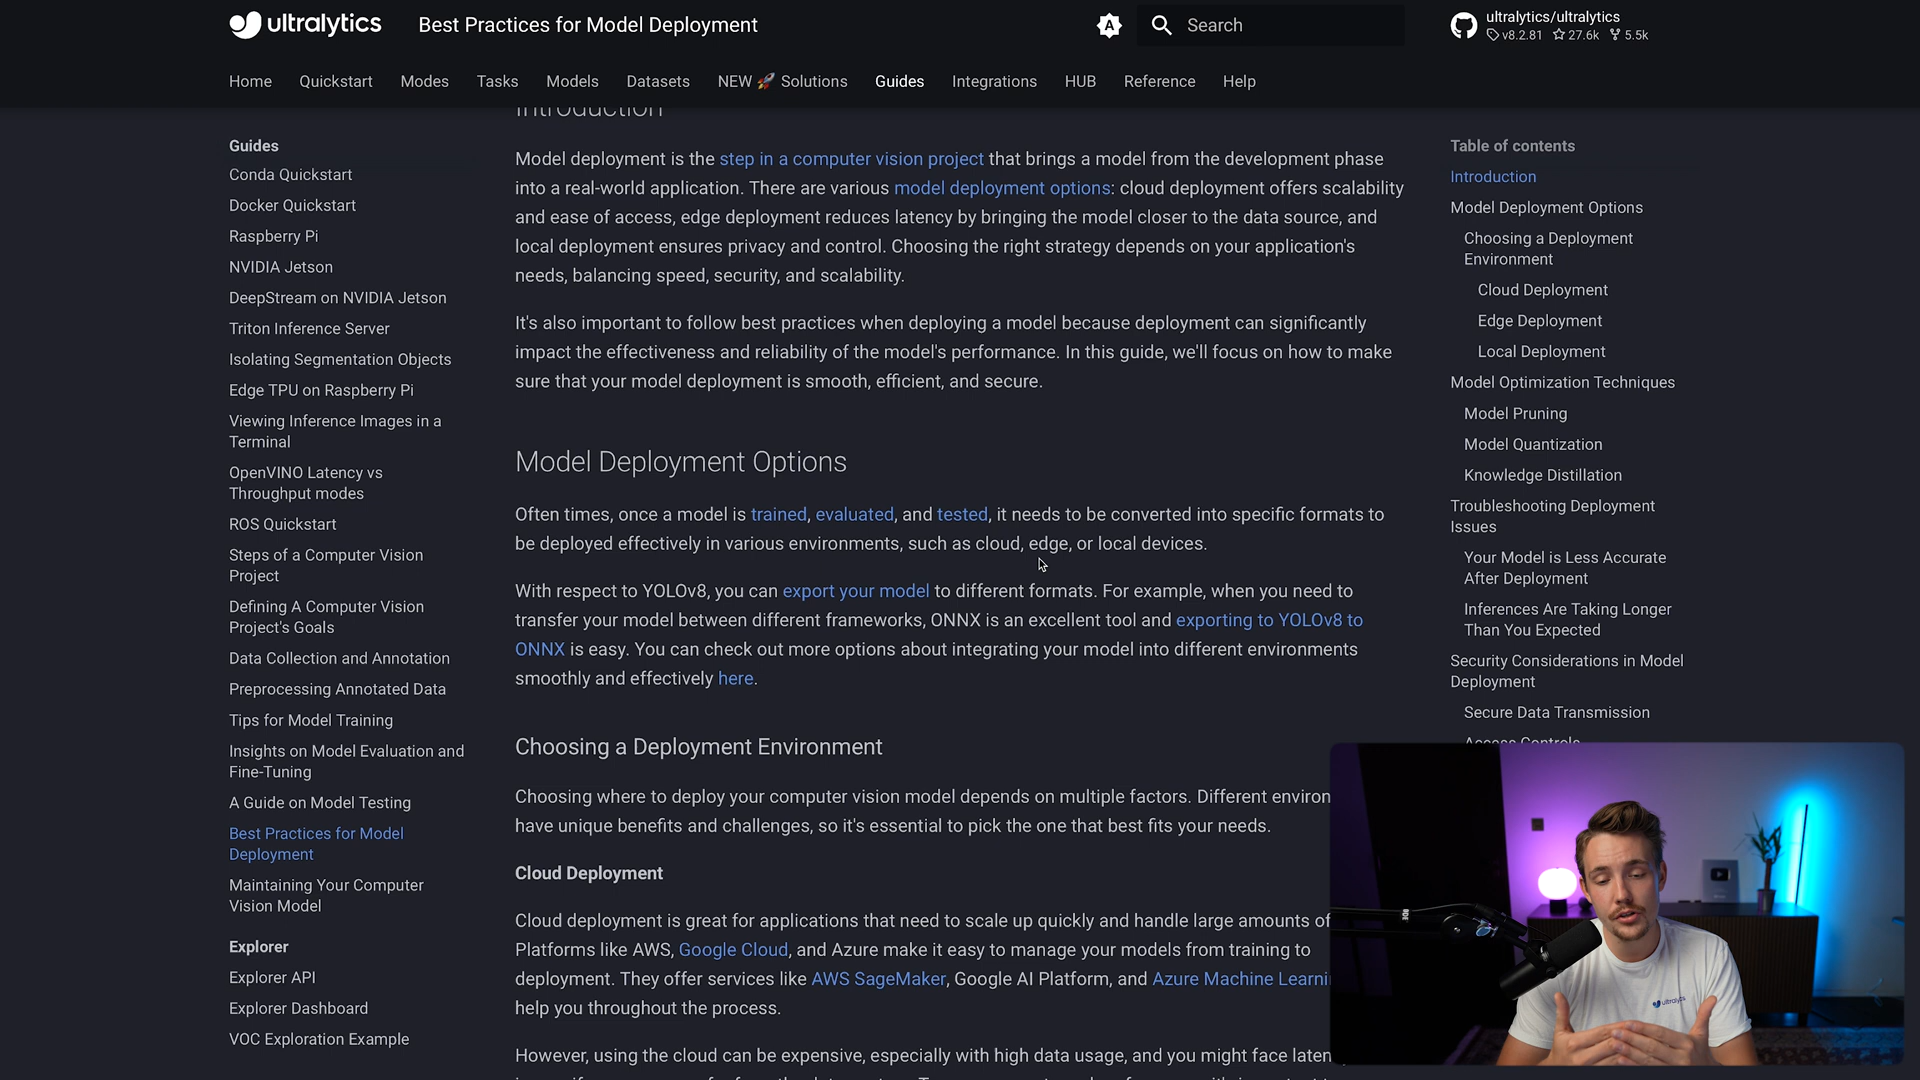 ultralytics
Best Practices for Model Deployment
Search
ultralytics/ultralytics
v8.2.81 27.6k 5.5k
Home Quickstart Modes Tasks Models Datasets NEW 🚀 Solutions Guides Integrations HUB Reference Help
Guides
Conda Quickstart
Docker Quickstart
Raspberry Pi
NVIDIA Jetson
DeepStream on NVIDIA Jetson
Triton Inference Server
Isolating Segmentation Objects
Edge TPU on Raspberry Pi
Viewing Inference Images in a
Terminal
OpenVINO Latency vs
Throughput modes
ROS Quickstart
Steps of a Computer Vision
Project
Defining A Computer Vision
Project's Goals
Data Collection and Annotation
Preprocessing Annotated Data
Tips for Model Training
Insights on Model Evaluation and
Fine-Tuning
A Guide on Model Testing
Best Practices for Model
Deployment
Maintaining Your Computer
Vision Model
Explorer
Explorer API
Explorer Dashboard
VOC Exploration Example
Introduction
Model deployment is the step in a computer vision project that brings a model from the development phase
into a real-world application. There are various model deployment options: cloud deployment offers scalability
and ease of access, edge deployment reduces latency by bringing the model closer to the data source, and
local deployment ensures privacy and control. Choosing the right strategy depends on your application's
needs, balancing speed, security, and scalability.
It's also important to follow best practices when deploying a model because deployment can significantly
impact the effectiveness and reliability of the model's performance. In this guide, we'll focus on how to make
sure that your model deployment is smooth, efficient, and secure.
Model Deployment Options
Often times, once a model is trained, evaluated, and tested, it needs to be converted into specific formats to
be deployed effectively in various environments, such as cloud, edge, or local devices.
With respect to YOLOv8, you can export your model to different formats. For example, when you need to
transfer your model between different frameworks, ONNX is an excellent tool and exporting to YOLOv8 to
ONNX is easy. You can check out more options about integrating your model into different environments
smoothly and effectively here.
Choosing a Deployment Environment
Choosing where to deploy your computer vision model depends on multiple factors. Different environ
have unique benefits and challenges, so it's essential to pick the one that best fits your needs.
Cloud Deployment
Cloud deployment is great for applications that need to scale up quickly and handle large amounts of
Platforms like AWS, Google Cloud, and Azure make it easy to manage your models from training to
deployment. They offer services like AWS SageMaker, Google AI Platform, and Azure Machine Learni
help you throughout the process.
However, using the cloud can be expensive, especially with high data usage, and you might face laten
Table of contents
Introduction
Model Deployment Options
Choosing a Deployment
Environment
Cloud Deployment
Edge Deployment
Local Deployment
Model Optimization Techniques
Model Pruning
Model Quantization
Knowledge Distillation
Troubleshooting Deployment
Issues
Your Model is Less Accurate
After Deployment
Inferences Are Taking Longer
Than You Expected
Security Considerations in Model
Deployment
Secure Data Transmission
Access Controls
ultralytics